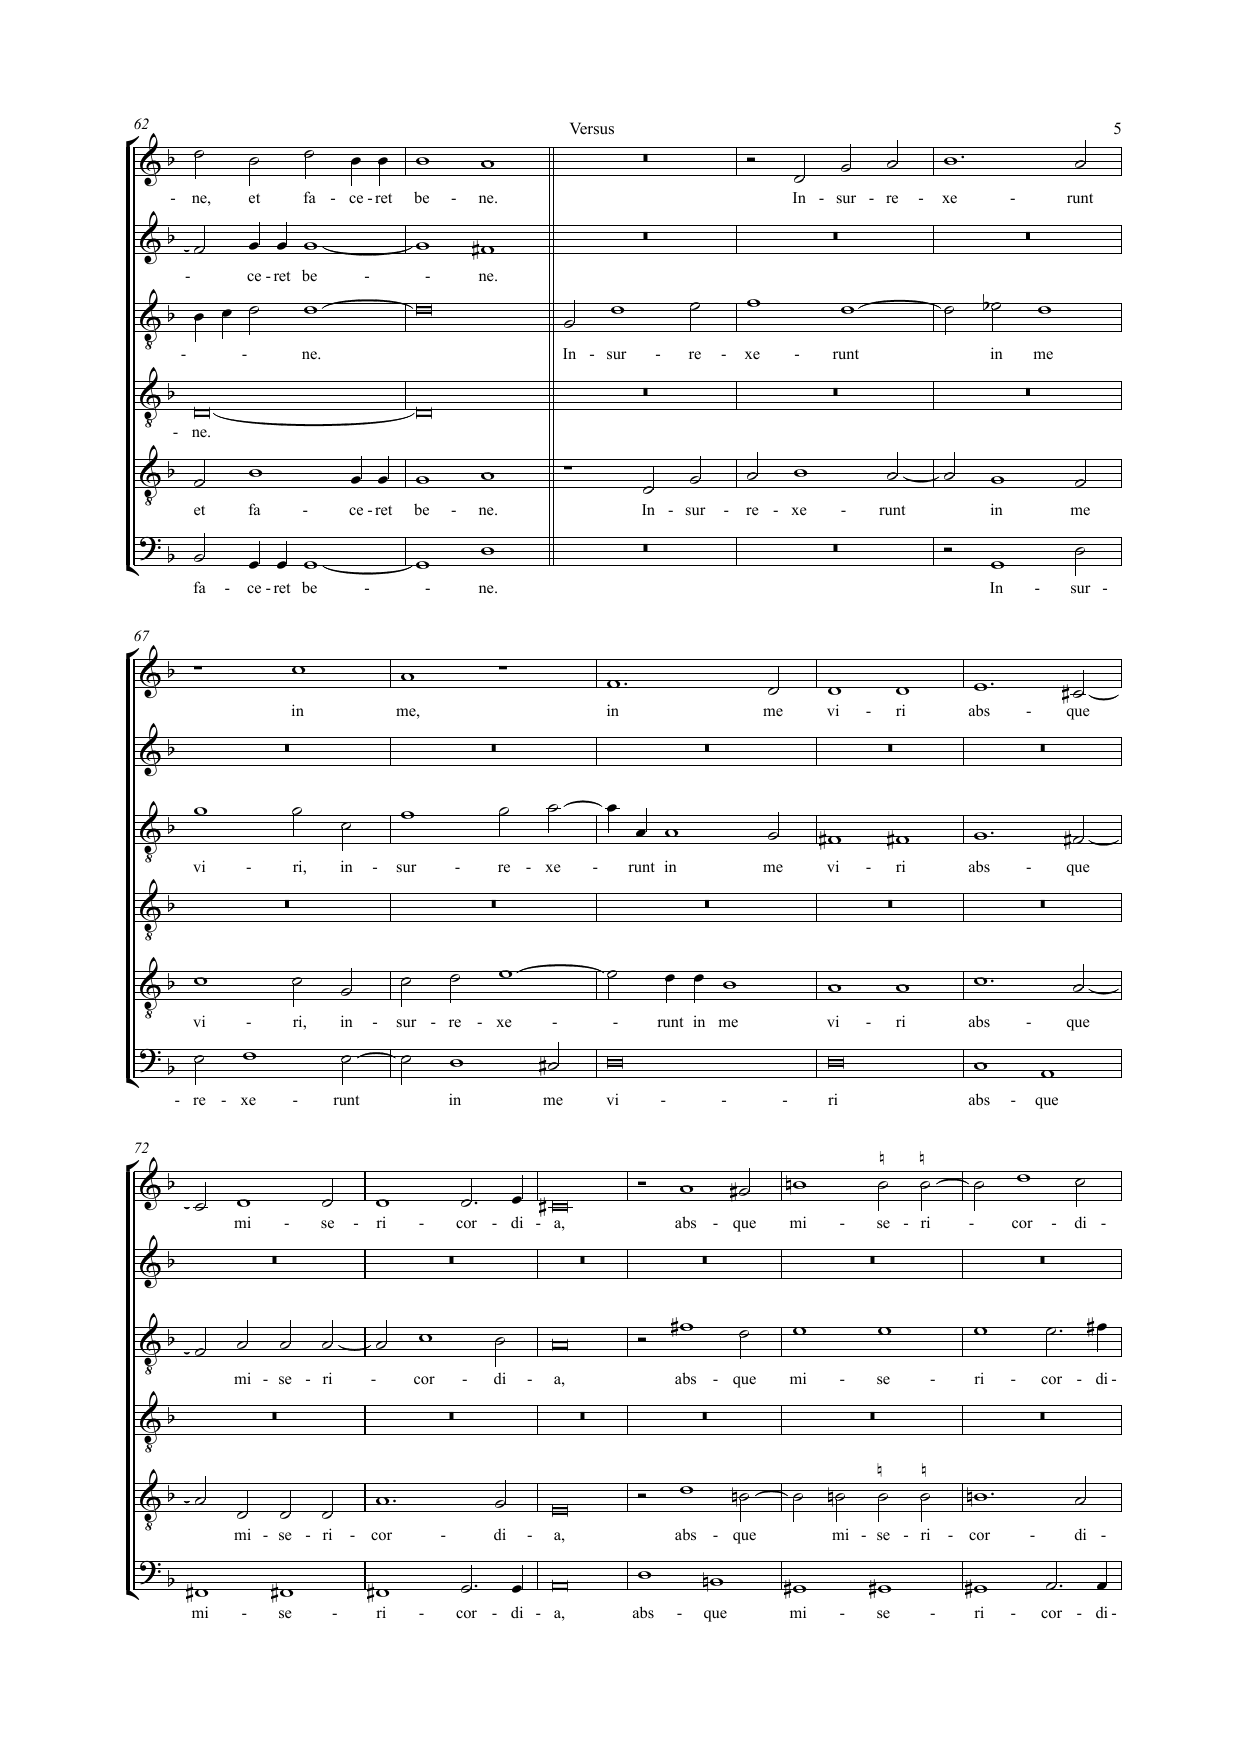 62
Versus
5
- ne, et fa - ce - ret be - ne. In - sur - re - xe - runt
- ce - ret be - - ne.
- - ne. In - sur - re - xe - runt in me
- ne.
et fa - ce - ret be - ne. In - sur - re - xe - runt in me
fa - ce - ret be - - ne. In - sur -
67
in me, in me vi - ri abs - que
vi - ri, in - sur - re - xe - runt in me vi - ri abs - que
vi - ri, in - sur - re - xe - - runt in me vi - ri abs - que
- re - xe - runt in me vi - - - ri abs - que
72
mi - se - ri - cor - di - a, abs - que mi - se - ri - cor - di -
mi - se - ri - cor - di - a, abs - que mi - se - ri - cor - di -
mi - se - ri - cor - di - a, abs - que mi - se - ri - cor - di -
mi - se - ri - cor - di - a, abs - que mi - se - ri - cor - di -